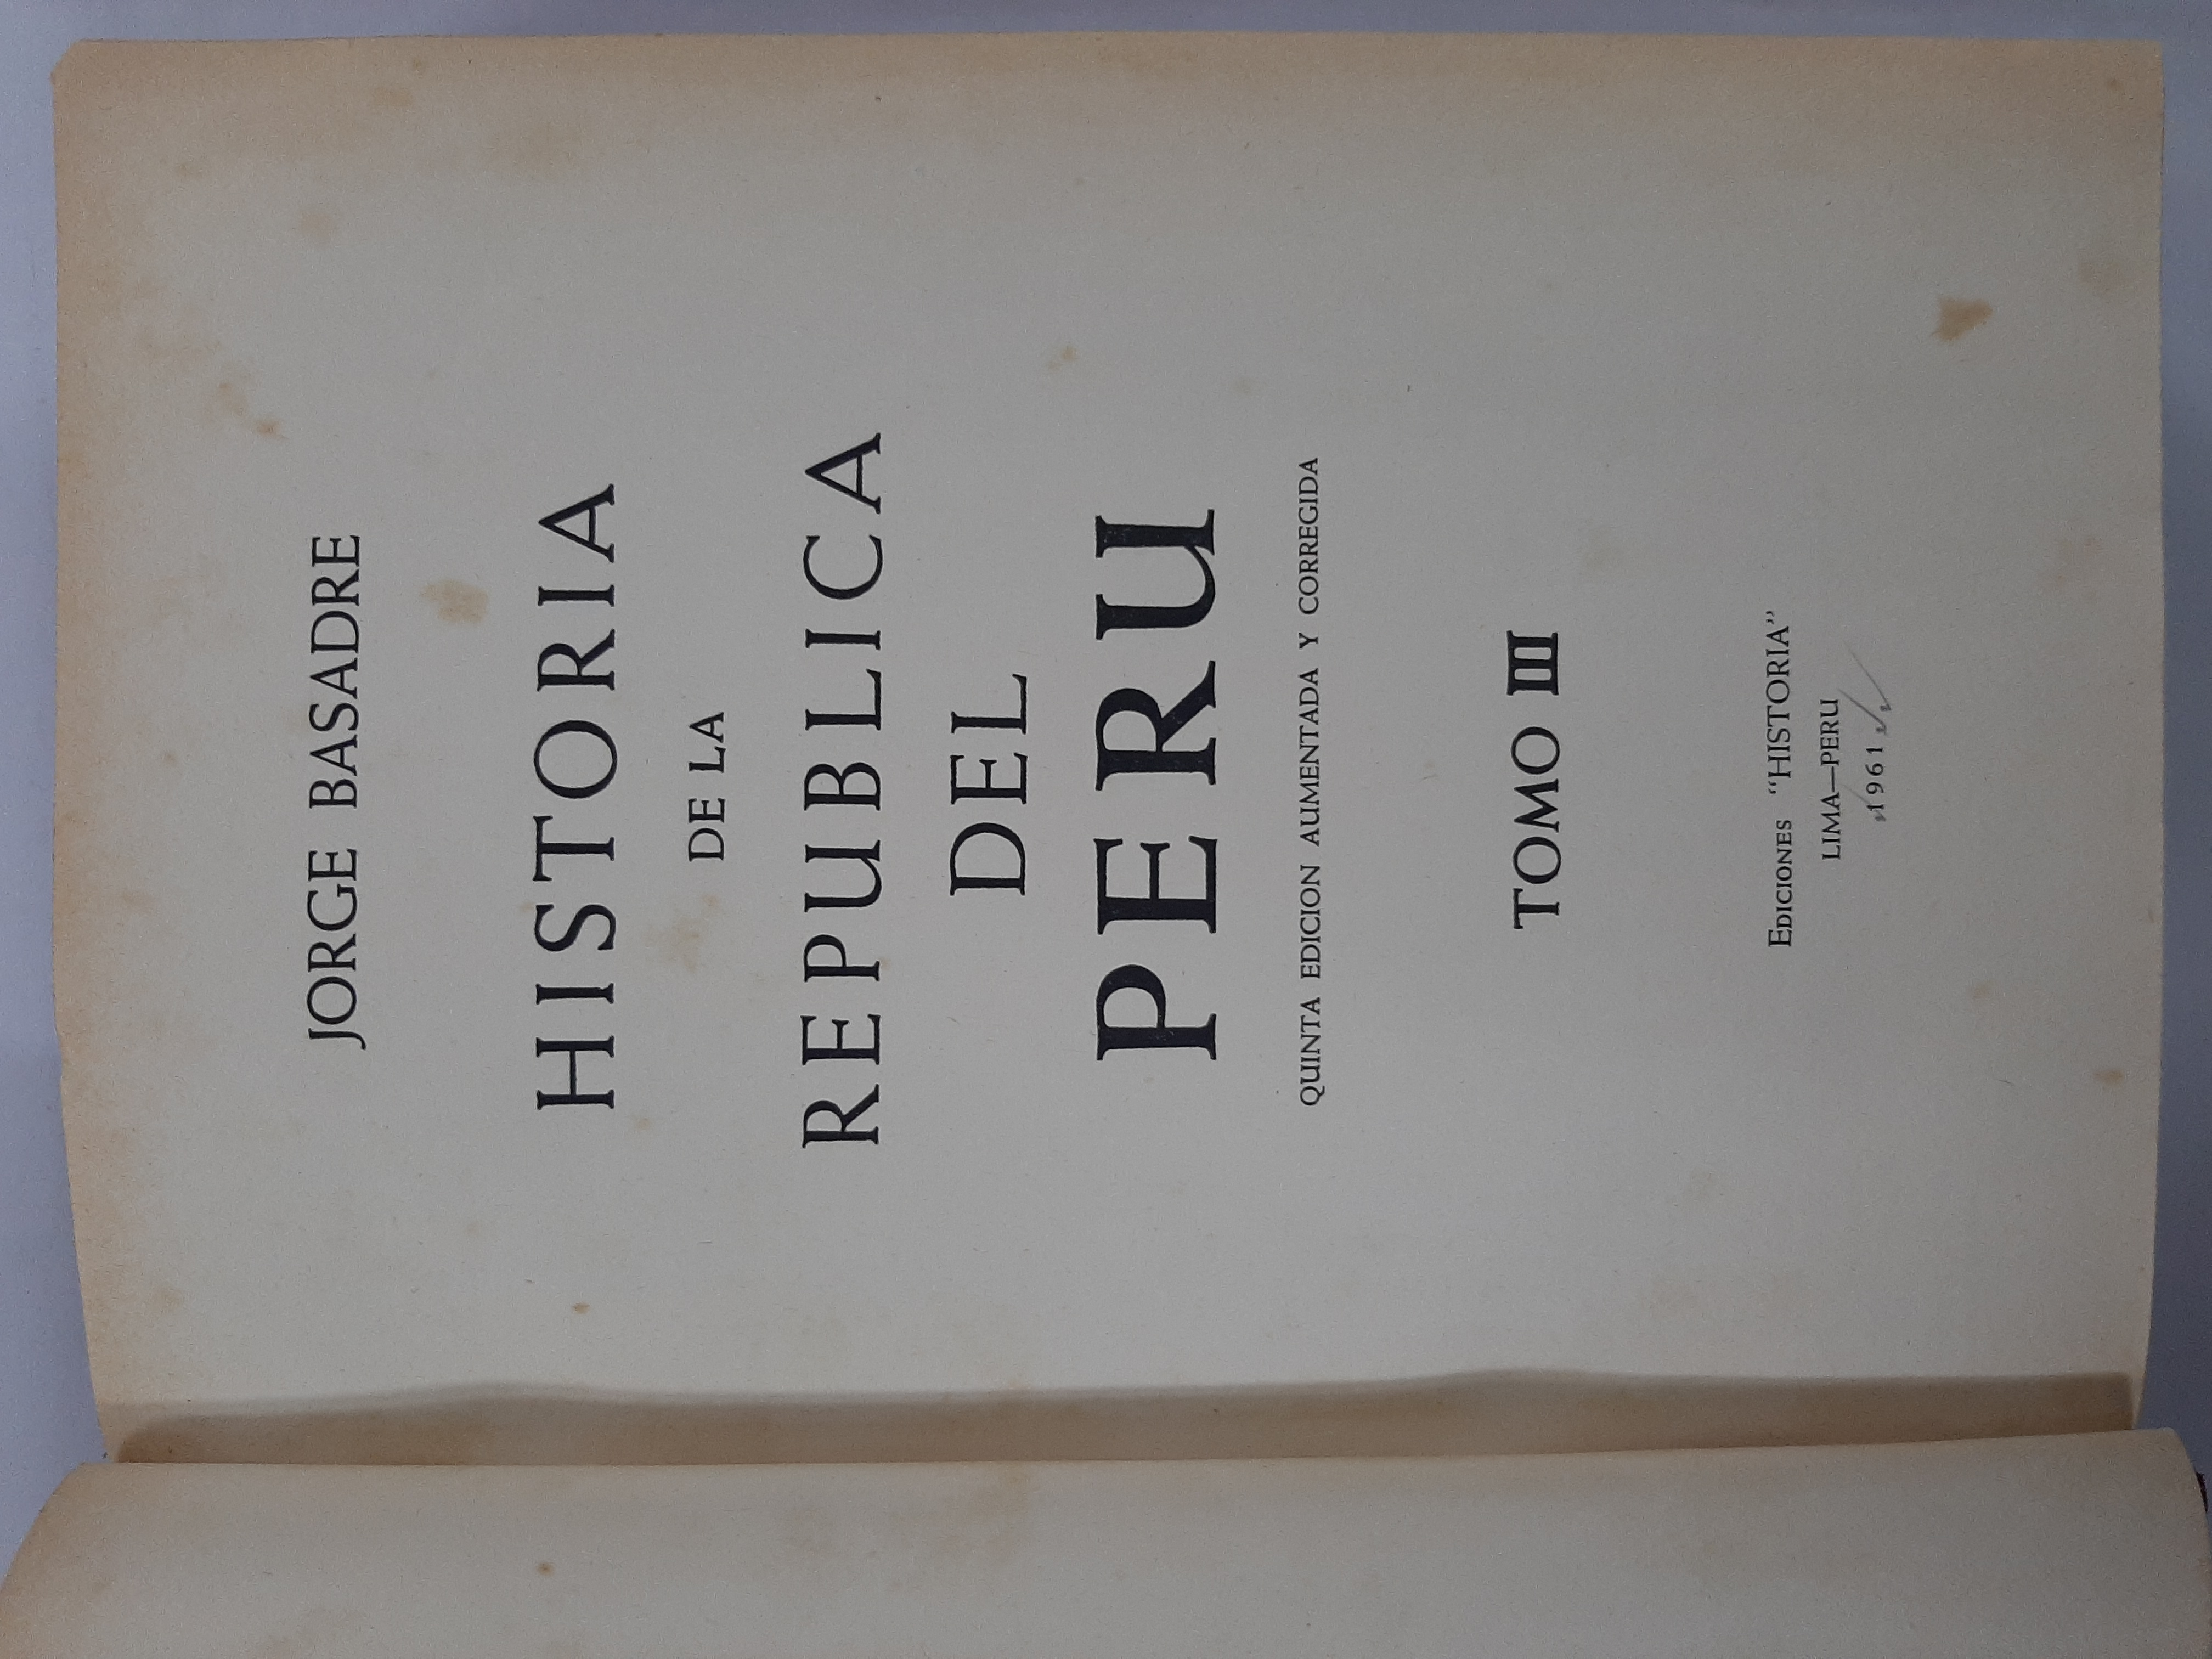 JORGE BASADRE
HISTORIA
DE LA
REPUBLICA
DEL
PERU
QUINTA EDICION AUMENTADA Y CORREGIDA
TOMO III
EDICIONES “HISTORIA”
LIMA—PERU
1961